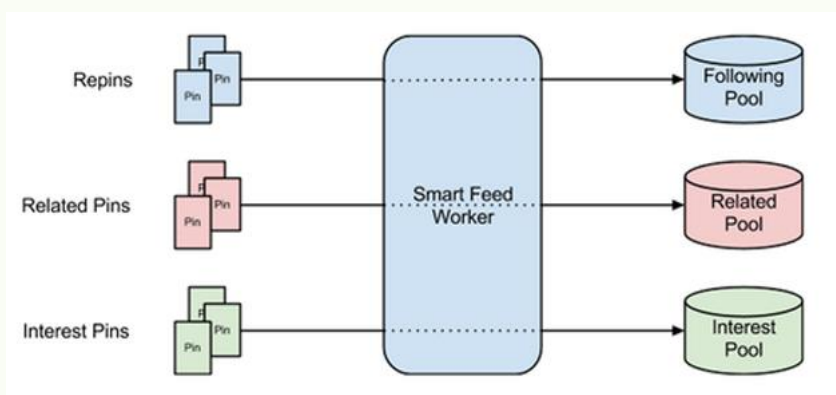 Repins
P
Pin
Pin
Following
Pool
Related Pins
P
Pin
Pin
Smart Feed
Worker
Related
Pool
Interest Pins
P
Pin
Pin
Interest
Pool